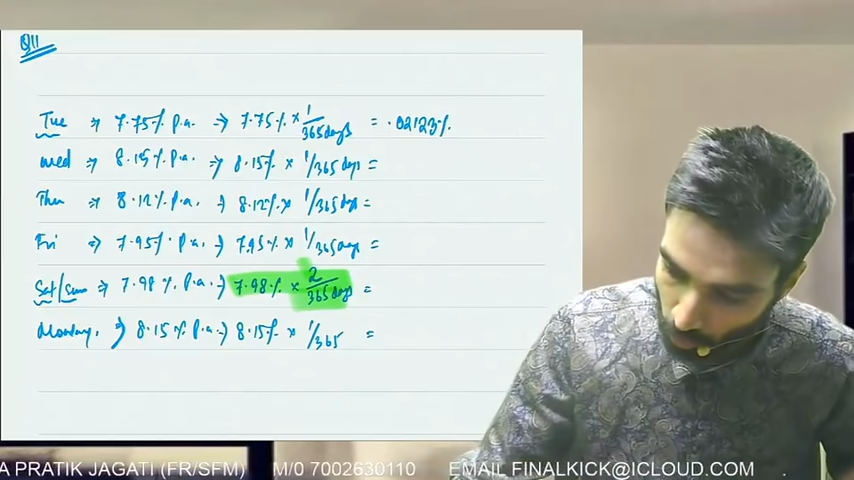 Q11
Tue => 7.75% p.a. => 7.75% × 1/365days = .02123%.
Wed => 8.15% p.a. => 8.15% × 1/365 days =
Thu => 8.12% p.a. => 8.12% × 1/365 days =
Fri => 7.95% p.a. => 7.95% × 1/365 days =
Sat/Sun => 7.98% p.a. => 7.98% × 2/365 days =
Monday. => 8.15% p.a. => 8.15% × 1/365 =
A PRATIK JAGATI (FR/SFM) M/0 7002630110 EMAIL FINALKICK@ICLOUD.COM .